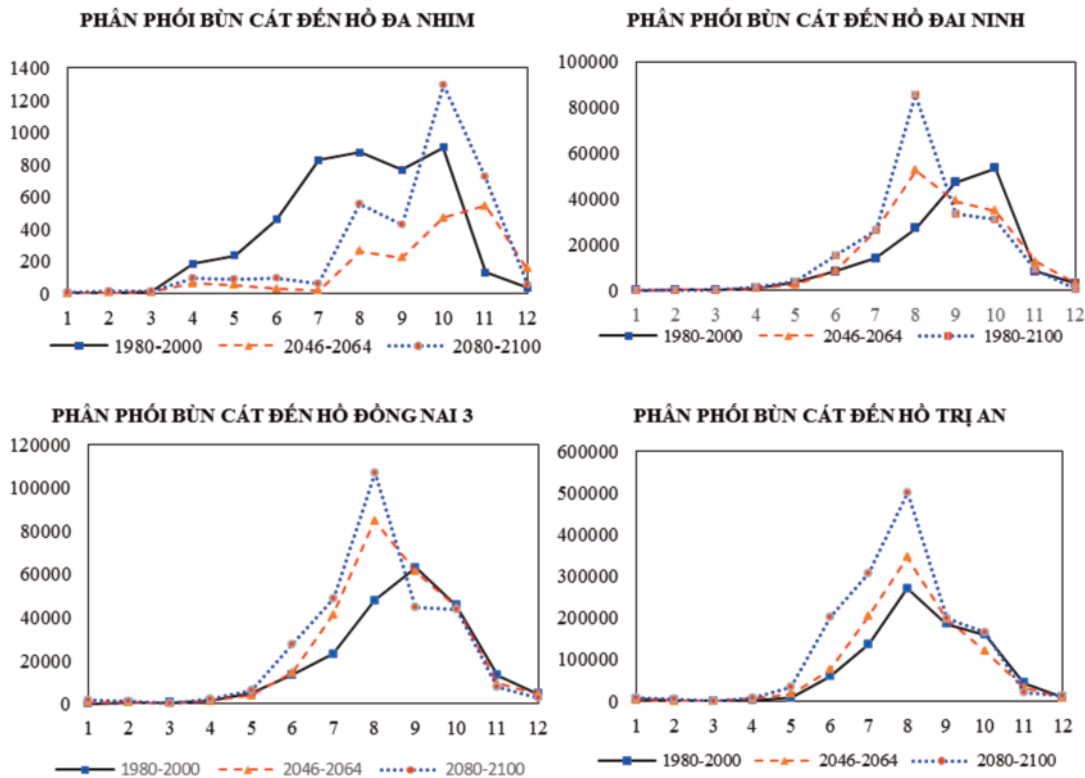 PHÂN PHỐI BÙN CÁT ĐẾN HỒ ĐA NHIM
1400
1200
1000
800
600
400
200
0
1 2 3 4 5 6 7 8 9 10 11 12
1980-2000 2046-2064 2080-2100
PHÂN PHỐI BÙN CÁT ĐẾN HỒ ĐAI NINH
100000
80000
60000
40000
20000
0
1 2 3 4 5 6 7 8 9 10 11 12
1980-2000 2046-2064 1980-2100
PHÂN PHỐI BÙN CÁT ĐẾN HỒ ĐỒNG NAI 3
120000
100000
80000
60000
40000
20000
0
1 2 3 4 5 6 7 8 9 10 11 12
1980-2000 2046-2064 2080-2100
PHÂN PHỐI BÙN CÁT ĐẾN HỒ TRỊ AN
600000
500000
400000
300000
200000
100000
0
1 2 3 4 5 6 7 8 9 10 11 12
1980-2000 2046-2064 2080-2100